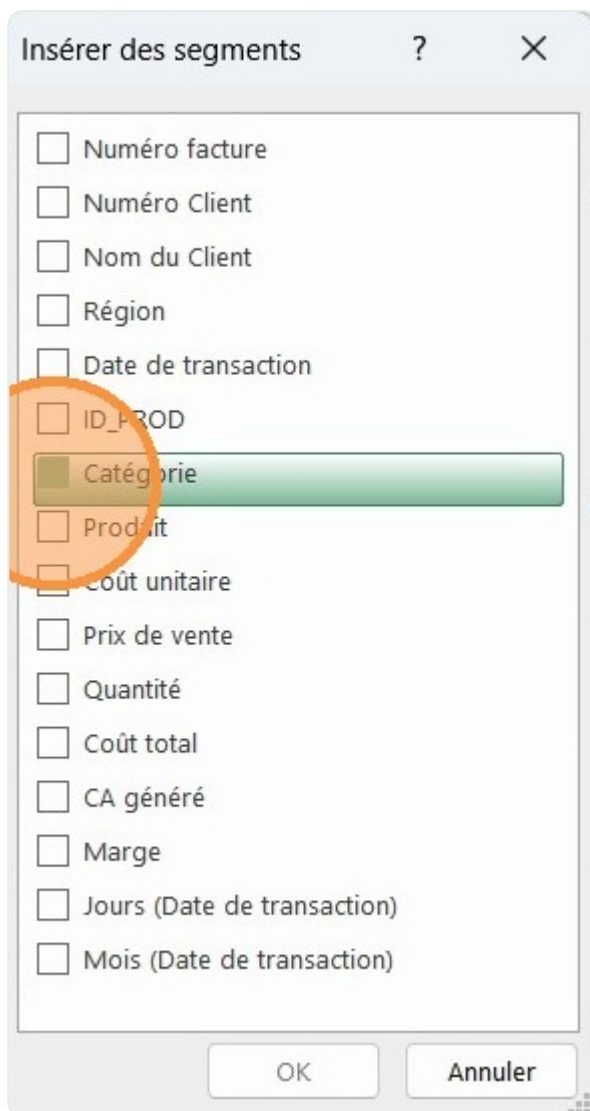 Insérer des segments ?
Numéro facture
Numéro Client
Nom du Client
Région
Date de transaction
ID_PROD
Catégorie
Produit
Coût unitaire
Prix de vente
Quantité
Coût total
CA généré
Marge
Jours (Date de transaction)
Mois (Date de transaction)
OK Annuler